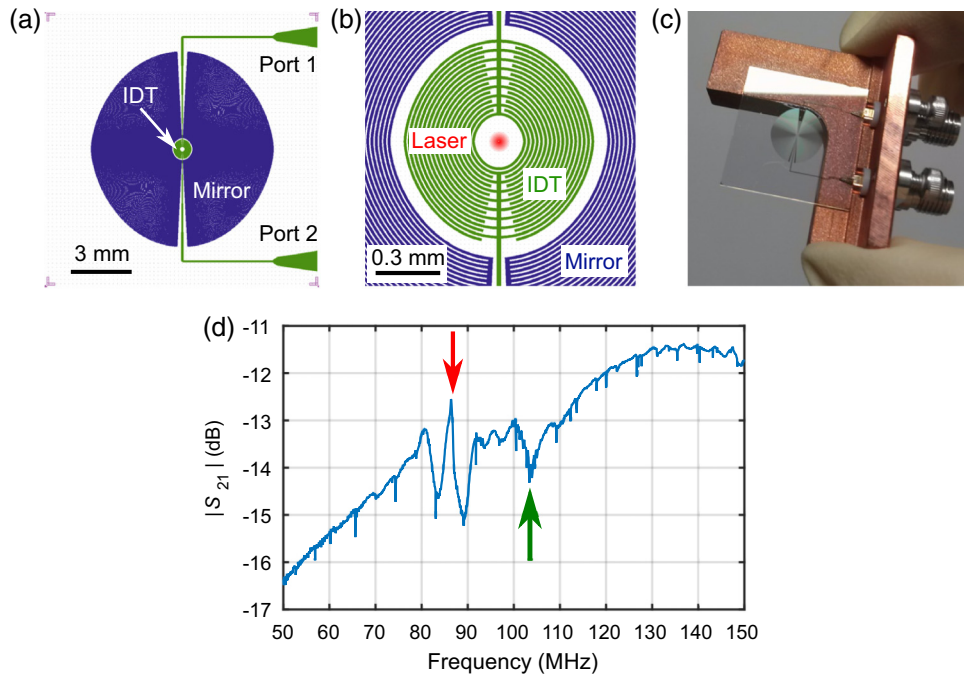 (a)
Port 1
IDT
Mirror
Port 2
3 mm
(b)
Laser
IDT
0.3 mm
Mirror
(c)
(d)
|S21| (dB)
-11
-12
-13
-14
-15
-16
-17
50 60 70 80 90 100 110 120 130 140 150
Frequency (MHz)